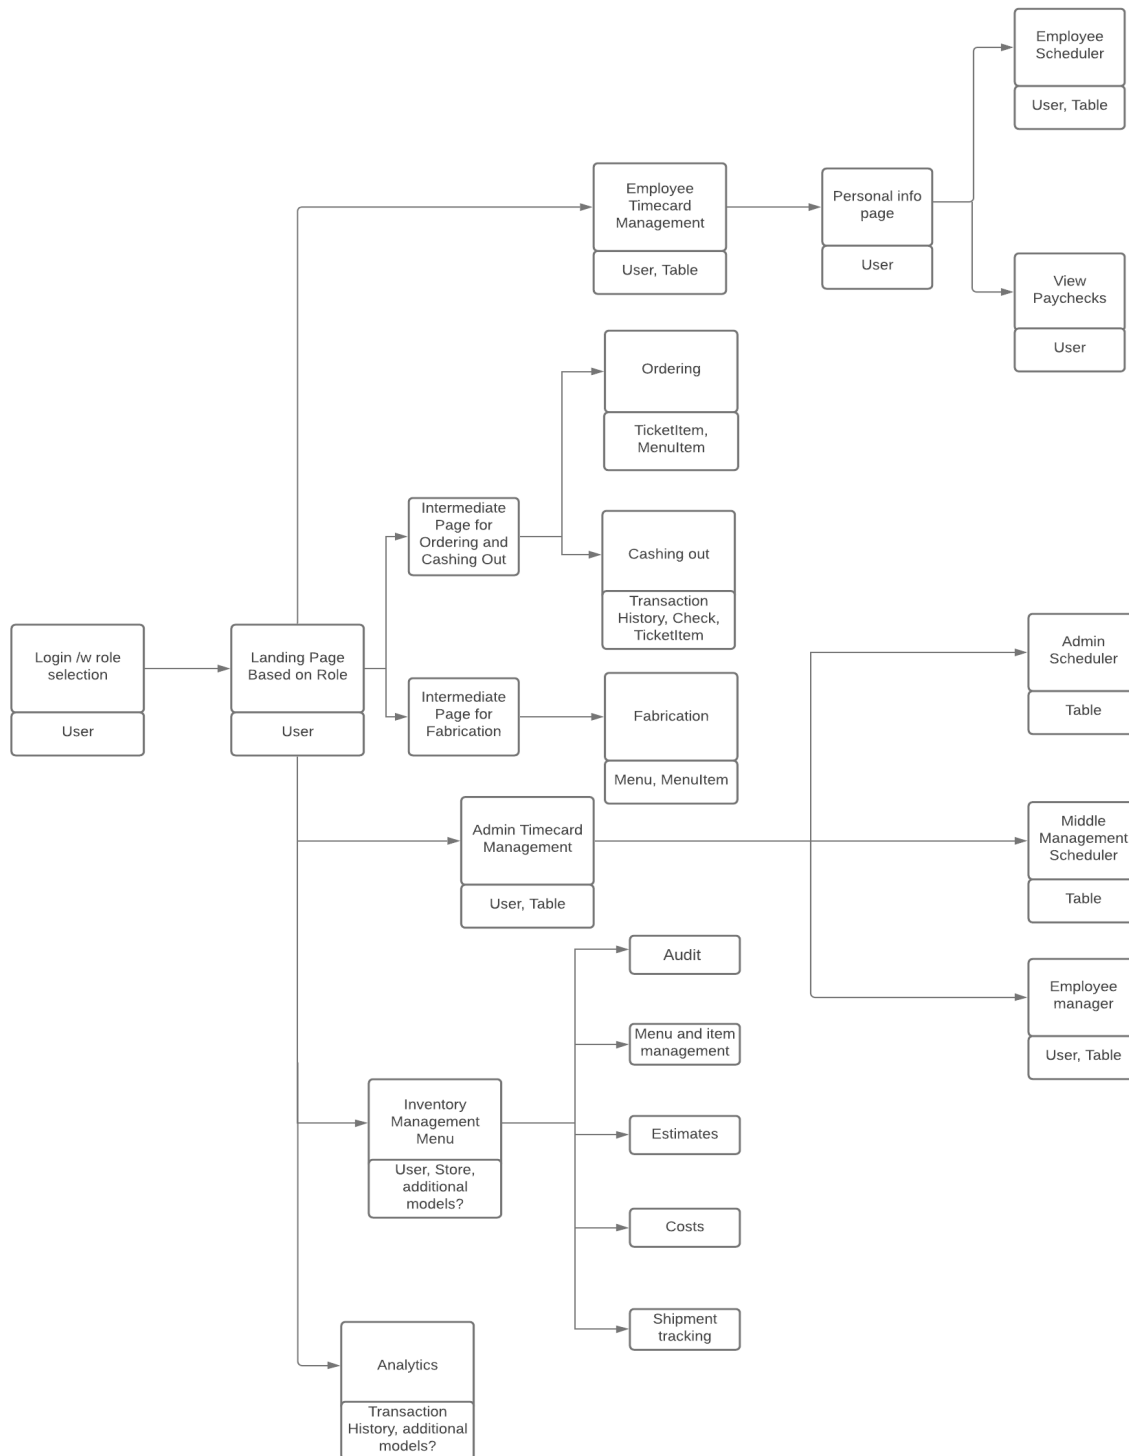 Employee
Scheduler
User, Table
Employee
Timecard
Management
User, Table
Personal info
page
User
View
Paychecks
User
Ordering
TicketItem,
MenuItem
Intermediate
Page for
Ordering and
Cashing Out
Cashing out
Transaction
History, Check,
TicketItem
Login /w role
selection
User
Landing Page
Based on Role
User
Intermediate
Page for
Fabrication
Fabrication
Menu, MenuItem
Admin
Scheduler
Table
Admin Timecard
Management
User, Table
Middle
Management
Scheduler
Table
Employee
manager
User, Table
Audit
Menu and item
management
Inventory
Management
Menu
User, Store,
additional
models?
Estimates
Costs
Shipment
tracking
Analytics
Transaction
History, additional
models?